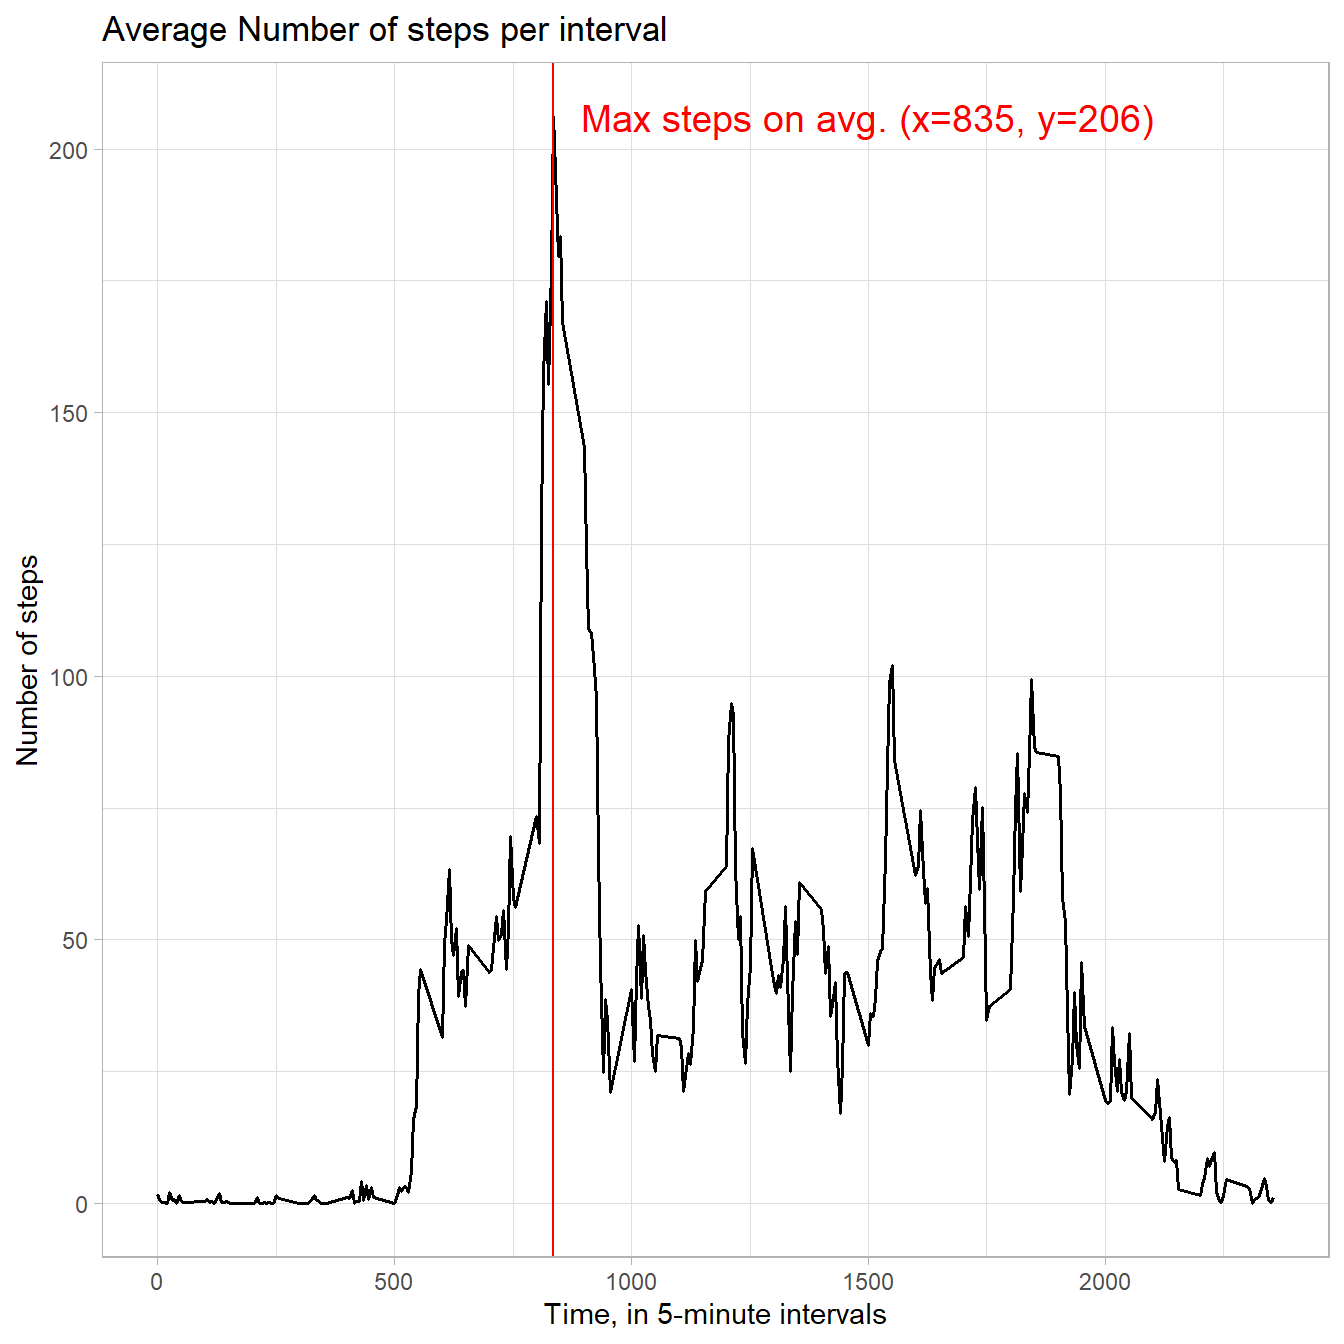 Average Number of steps per interval
Max steps on avg. (x=835, y=206)
200
150
100
50
0
Number of steps
0 500 1000 1500 2000
Time, in 5-minute intervals